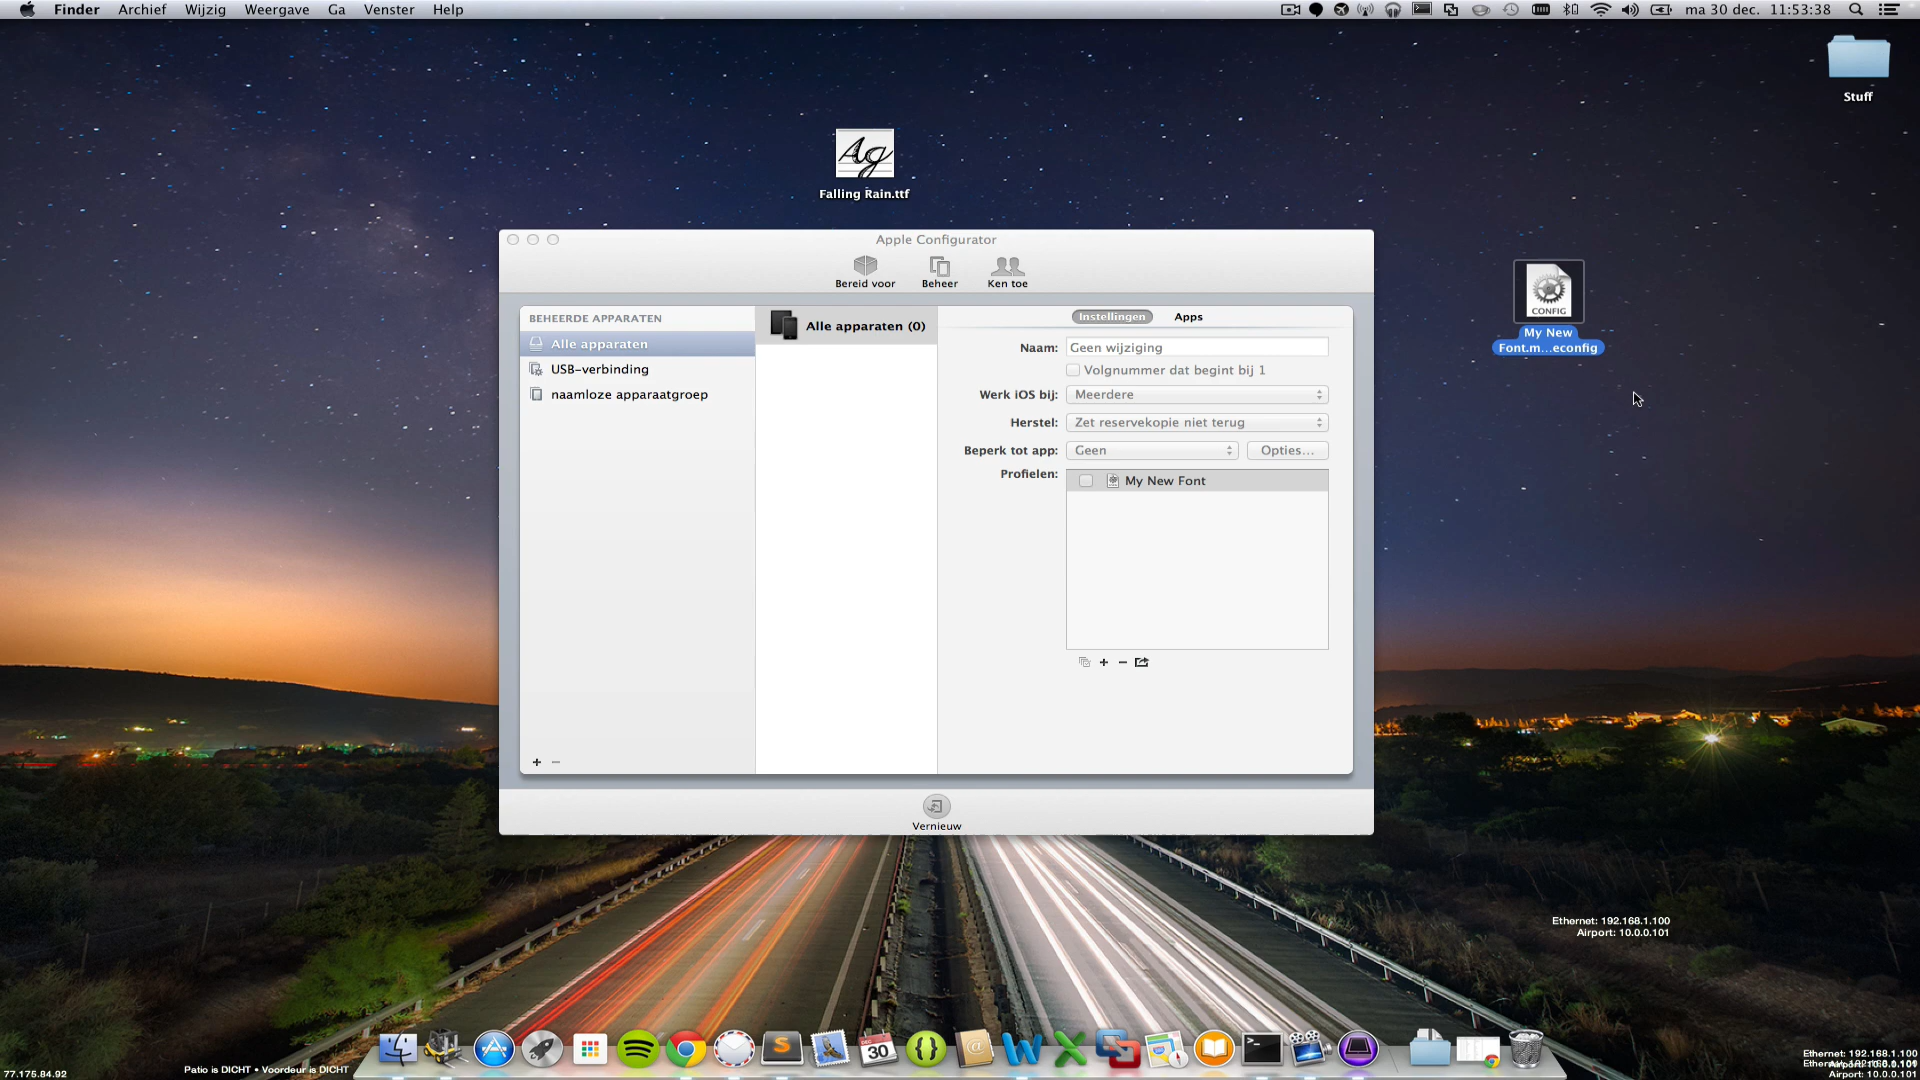 Finder Archief Wijzig Weergave Ga Venster Help
ma 30 dec. 11:53:38
Stuff
Ag
Falling Rain.ttf
Apple Configurator
Bereid voor Beheer Ken toe
CONFIG
My New
Font.m...econfig
BEHEERDE APPARATEN
Alle apparaten
USB-verbinding
naamloze apparaatgroep
Alle apparaten (0)
Instellingen Apps
Naam: Geen wijziging
Volgnummer dat begint bij 1
Werk iOS bij: Meerdere
Herstel: Zet reservekopie niet terug
Beperk tot app: Geen Opties...
Profielen:
My New Font
+ −
+ −
Vernieuw
Ethernet: 192.168.1.100
Airport: 10.0.0.101
DEC
30
77.175.84.92
Patio is DICHT • Voordeur is DICHT
Ethernet: 192.168.1.100
Airport: 10.0.0.101